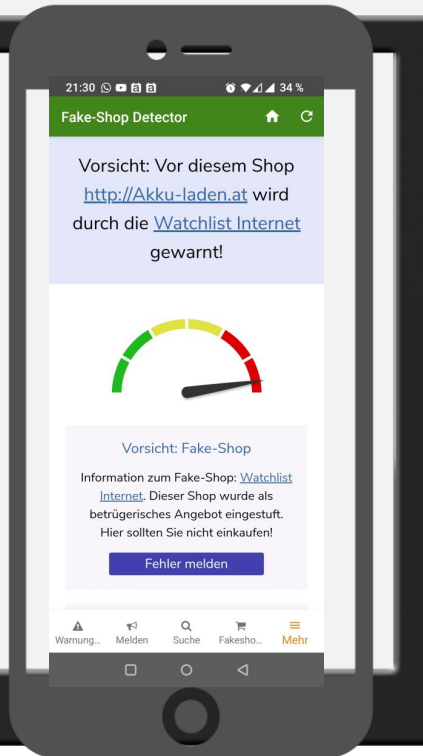 21:30 34 %
Fake-Shop Detector
Vorsicht: Vor diesem Shop
http://Akku-laden.at wird
durch die Watchlist Internet
gewarnt!
Vorsicht: Fake-Shop
Information zum Fake-Shop: Watchlist
Internet. Dieser Shop wurde als
betrügerisches Angebot eingestuft.
Hier sollten Sie nicht einkaufen!
Fehler melden
Warnung... Melden Suche Fakesho... Mehr